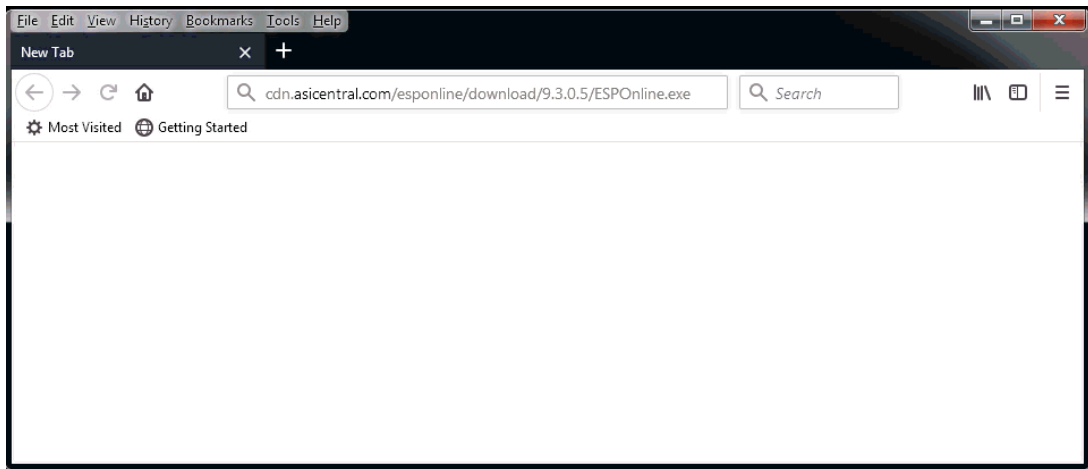 File Edit View History Bookmarks Tools Help
New Tab
cdn.asicentral.com/esponline/download/9.3.0.5/ESPOnline.exe Search
Most Visited Getting Started